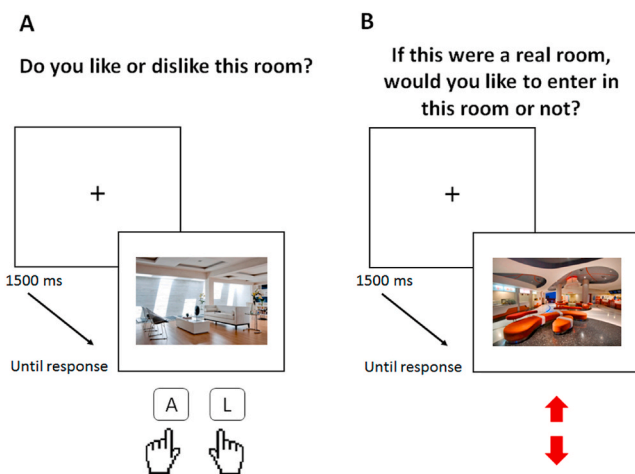 A
Do you like or dislike this room?
1500 ms
Until response
A
L
B
If this were a real room,
would you like to enter in
this room or not?
1500 ms
Until response